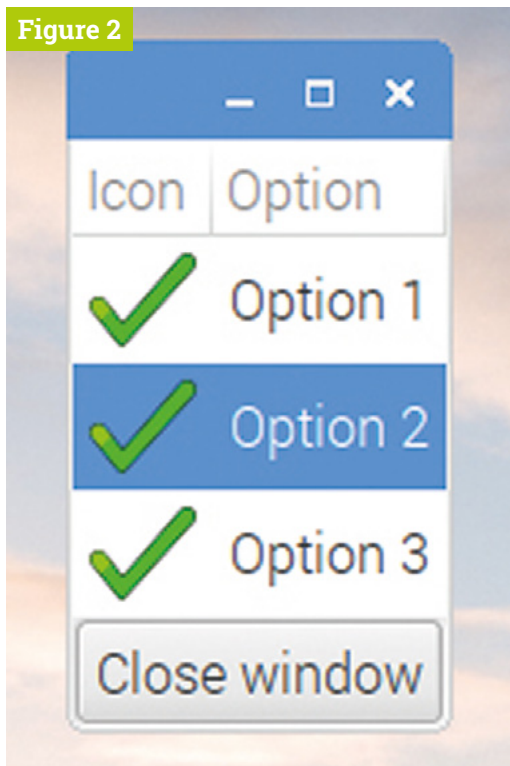 Figure 2
Icon Option
Option 1
Option 2
Option 3
Close window